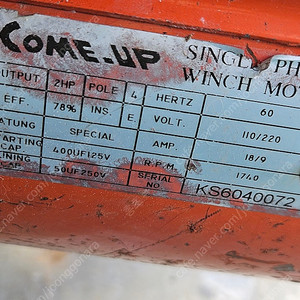 COME.UP SINGLE PH
WINCH MOT
OUTPUT 2HP POLE 4 HERTZ 60
EFF. 78% INS. E VOLT. 110/220
RATING SPECIAL AMP. 18/9
STARTING CAP. 400UF125V R.P.M. 1740
RUNNING CAP. 50UF250V SERIAL NO KS6040072